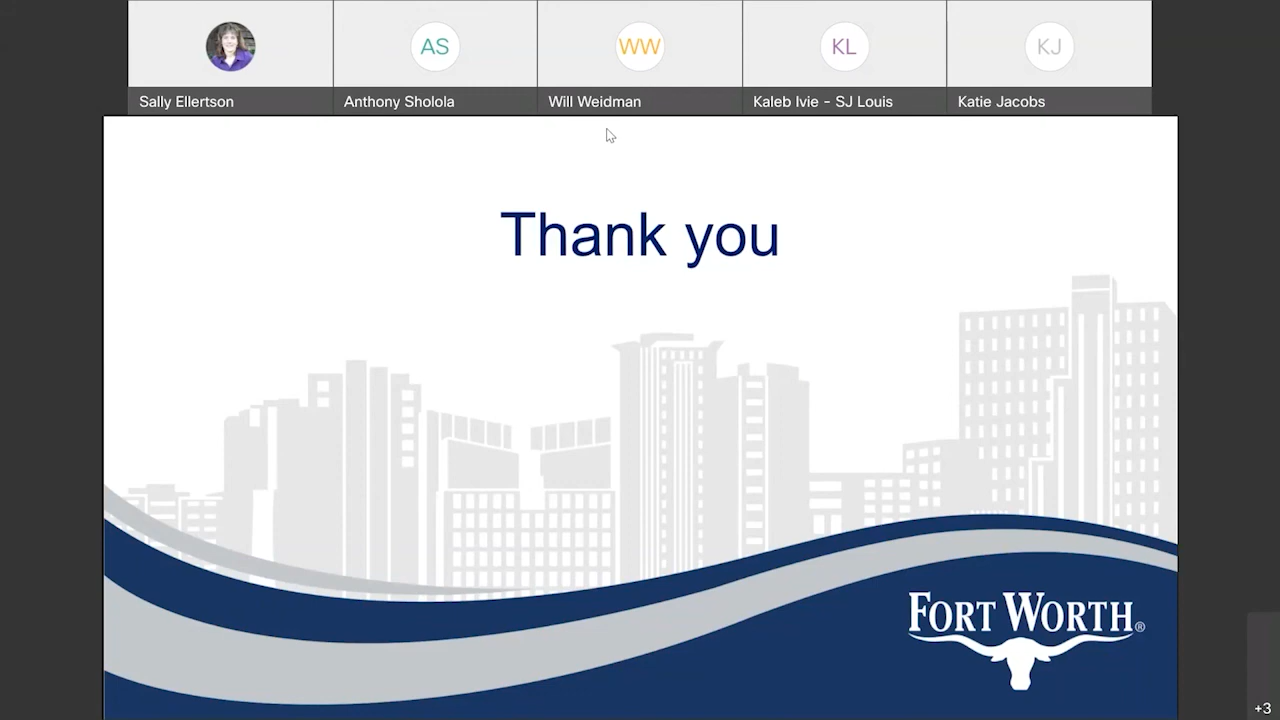 AS
WW
KL
KJ
Sally Ellertson
Anthony Sholola
Will Weidman
Kaleb Ivie - SJ Louis
Katie Jacobs
Thank you
FORT WORTH®
+3